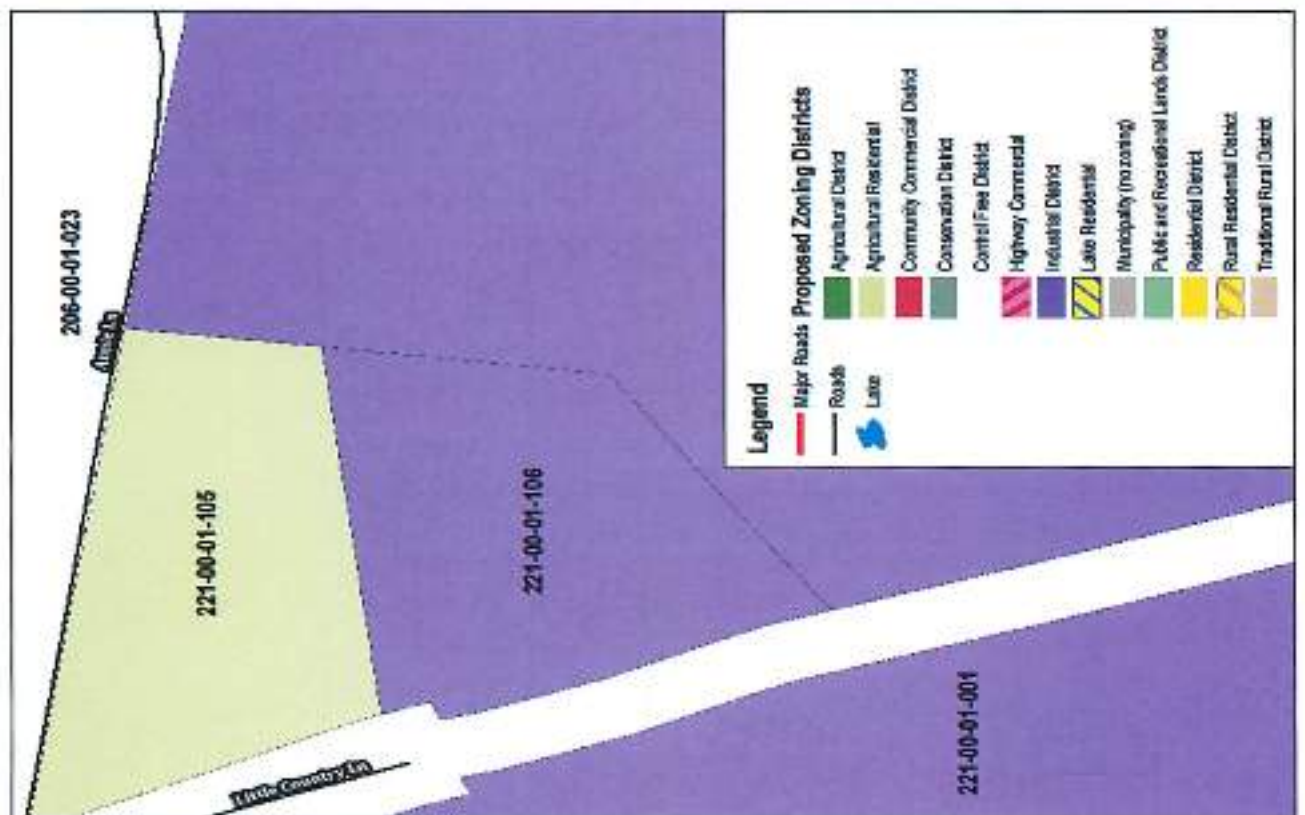 206-00-01-023
221-00-01-105
221-00-01-106
221-00-01-001
Little Country Ln
Legend
Major Roads
Roads
Lake
Proposed Zoning Districts
Agricultural District
Agricultural Residential
Community Commercial District
Conservation District
Control Free District
Highway Commercial
Industrial District
Lake Residential
Municipality (no zoning)
Public and Recreational Lands District
Residential District
Rural Residential District
Traditional Rural District